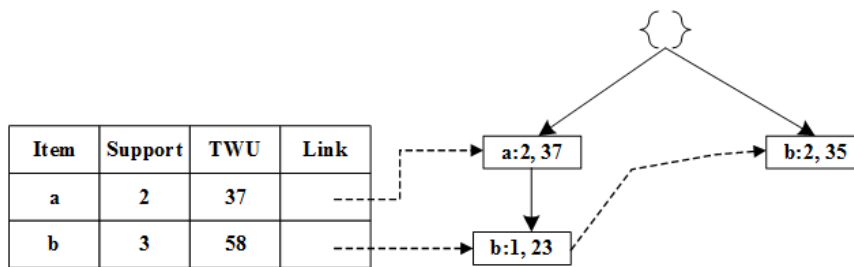 {}
Item Support TWU Link
a 2 37
b 3 58
a:2, 37
b:2, 35
b:1, 23